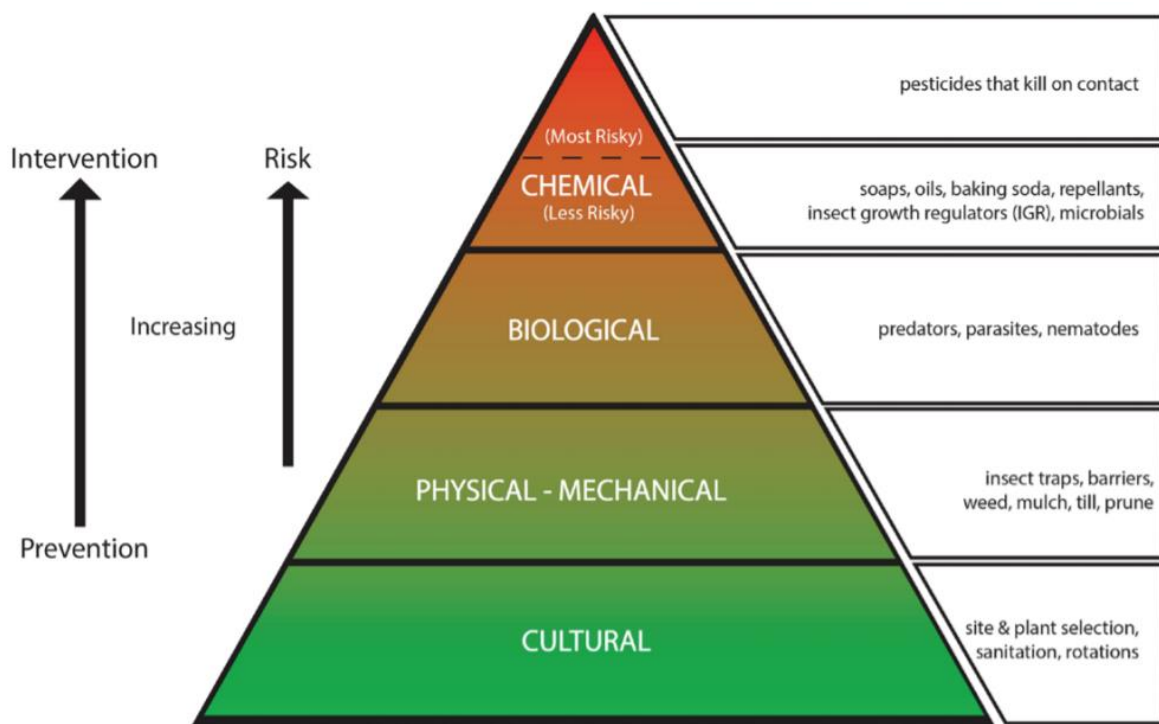 Intervention
Risk
Increasing
Prevention
(Most Risky)
CHEMICAL
(Less Risky)
BIOLOGICAL
PHYSICAL - MECHANICAL
CULTURAL
pesticides that kill on contact
soaps, oils, baking soda, repellants,
insect growth regulators (IGR), microbials
predators, parasites, nematodes
insect traps, barriers,
weed, mulch, till, prune
site & plant selection,
sanitation, rotations